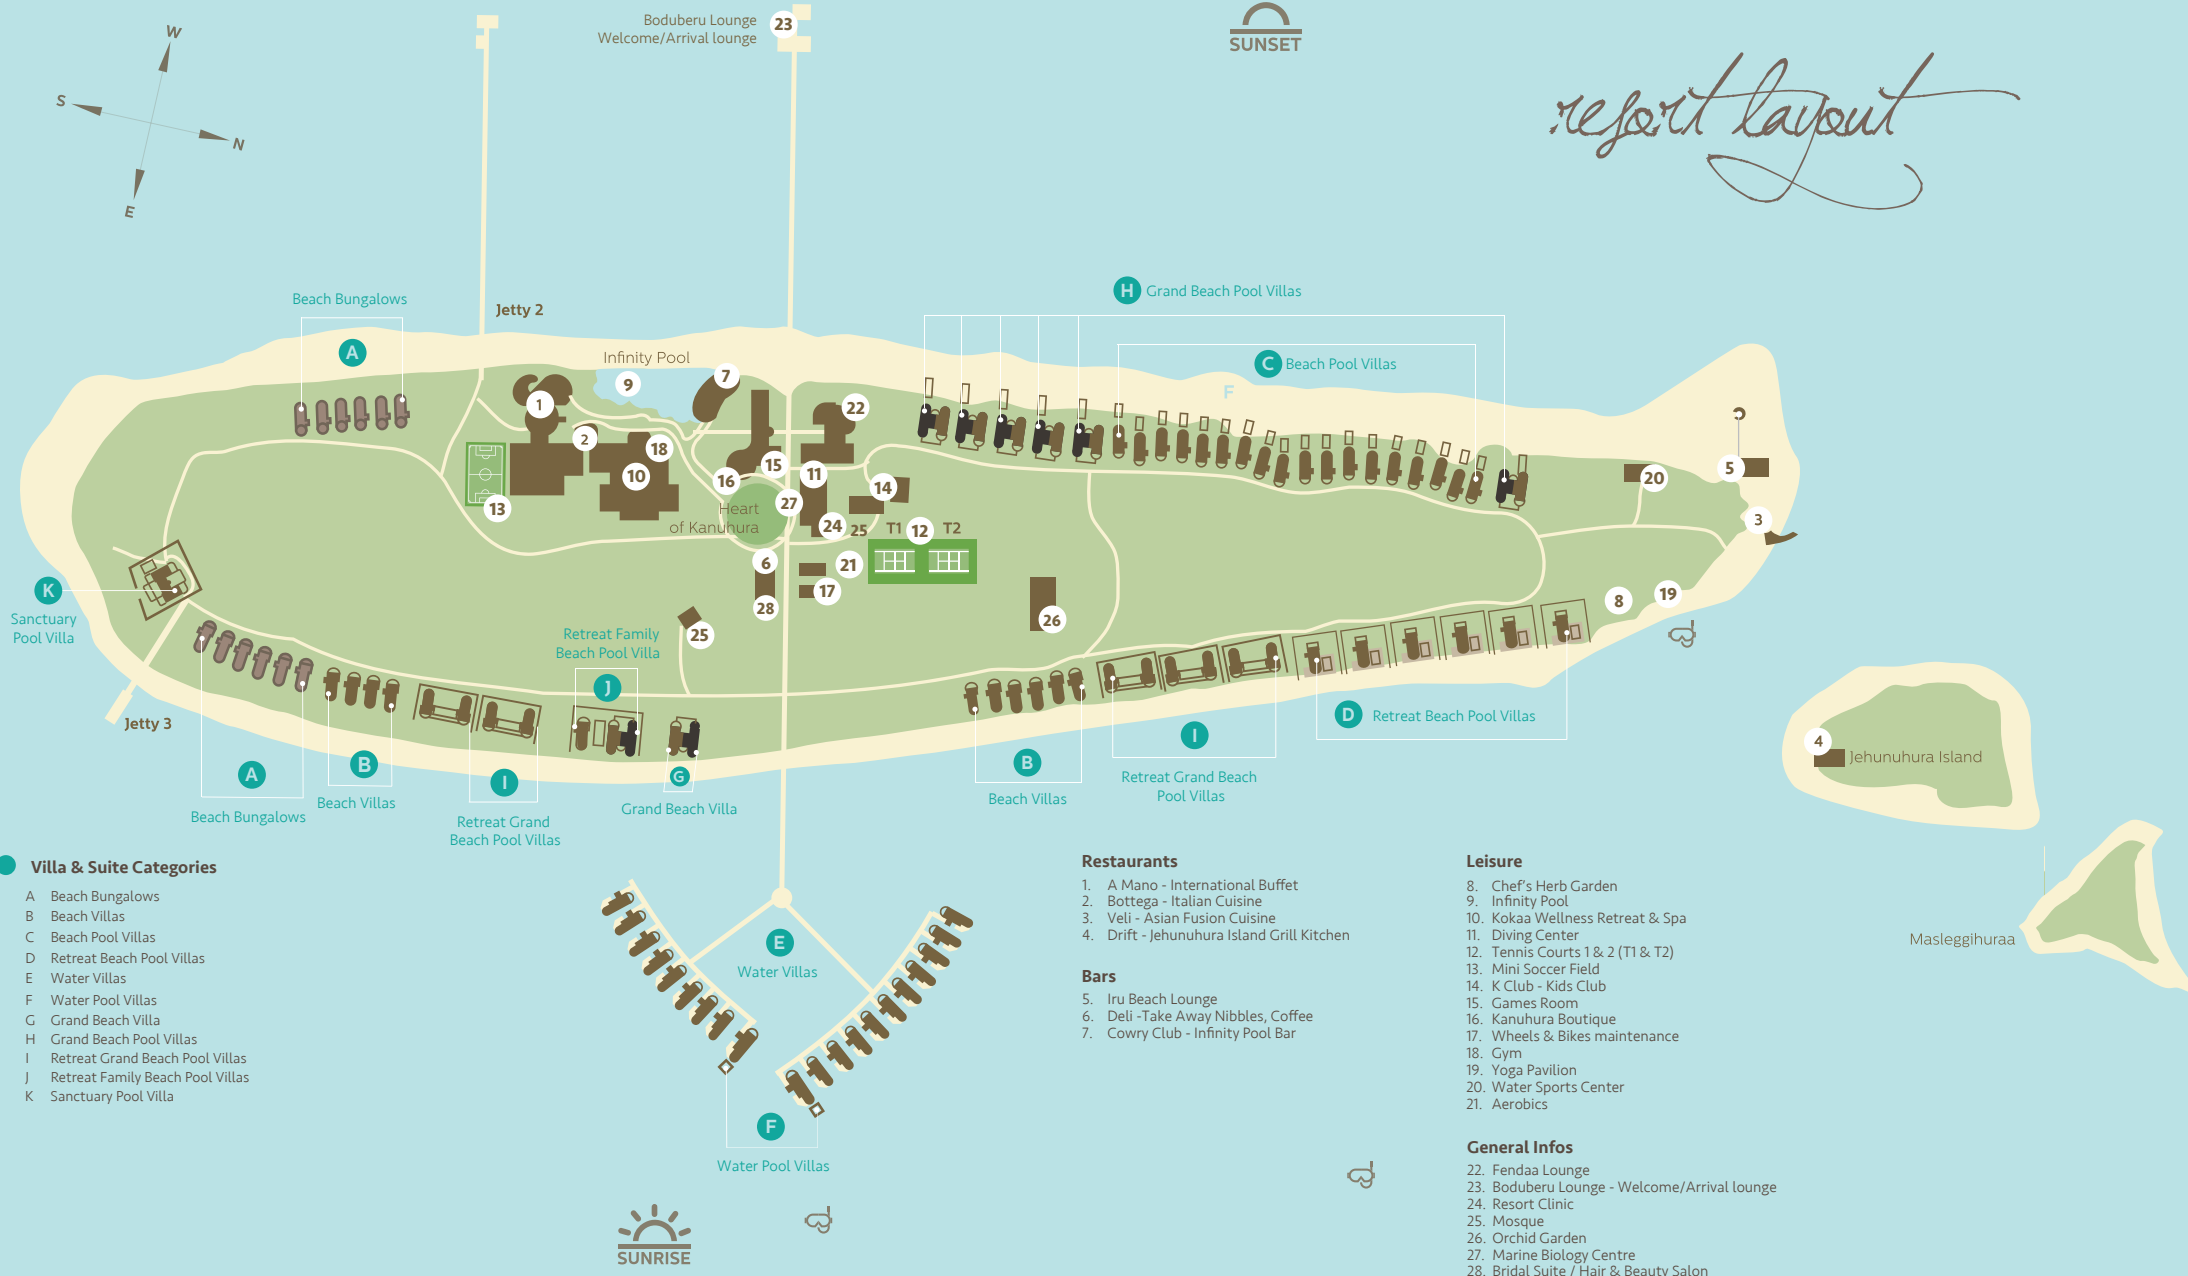 Boduberu Lounge
Welcome/Arrival lounge
23
SUNSET
resort layout
W
S
N
E
Beach Bungalows
A
Jetty 2
Infinity Pool
9
7
H Grand Beach Pool Villas
C Beach Pool Villas
F
1
2
22
18
10
15
11
16
14
27
13
Heart
of Kanuhura
24
25
T1
12
T2
6
21
17
28
25
26
20
5
3
8
19
K
Sanctuary
Pool Villa
Retreat Family
Beach Pool Villa
J
Jetty 3
D Retreat Beach Pool Villas
4
Jehunuhura Island
A
Beach Bungalows
B
Beach Villas
I
Retreat Grand
Beach Pool Villas
G
Grand Beach Villa
B
Beach Villas
I
Retreat Grand Beach
Pool Villas
Masleggihuraa
E
Water Villas
F
Water Pool Villas
SUNRISE
Villa & Suite Categories
A Beach Bungalows
B Beach Villas
C Beach Pool Villas
D Retreat Beach Pool Villas
E Water Villas
F Water Pool Villas
G Grand Beach Villa
H Grand Beach Pool Villas
I Retreat Grand Beach Pool Villas
J Retreat Family Beach Pool Villas
K Sanctuary Pool Villa
Restaurants
1. A Mano - International Buffet
2. Bottega - Italian Cuisine
3. Veli - Asian Fusion Cuisine
4. Drift - Jehunuhura Island Grill Kitchen
Bars
5. Iru Beach Lounge
6. Deli -Take Away Nibbles, Coffee
7. Cowry Club - Infinity Pool Bar
Leisure
8. Chef's Herb Garden
9. Infinity Pool
10. Kokaa Wellness Retreat & Spa
11. Diving Center
12. Tennis Courts 1 & 2 (T1 & T2)
13. Mini Soccer Field
14. K Club - Kids Club
15. Games Room
16. Kanuhura Boutique
17. Wheels & Bikes maintenance
18. Gym
19. Yoga Pavilion
20. Water Sports Center
21. Aerobics
General Infos
22. Fendaa Lounge
23. Boduberu Lounge - Welcome/Arrival lounge
24. Resort Clinic
25. Mosque
26. Orchid Garden
27. Marine Biology Centre
28. Bridal Suite / Hair & Beauty Salon